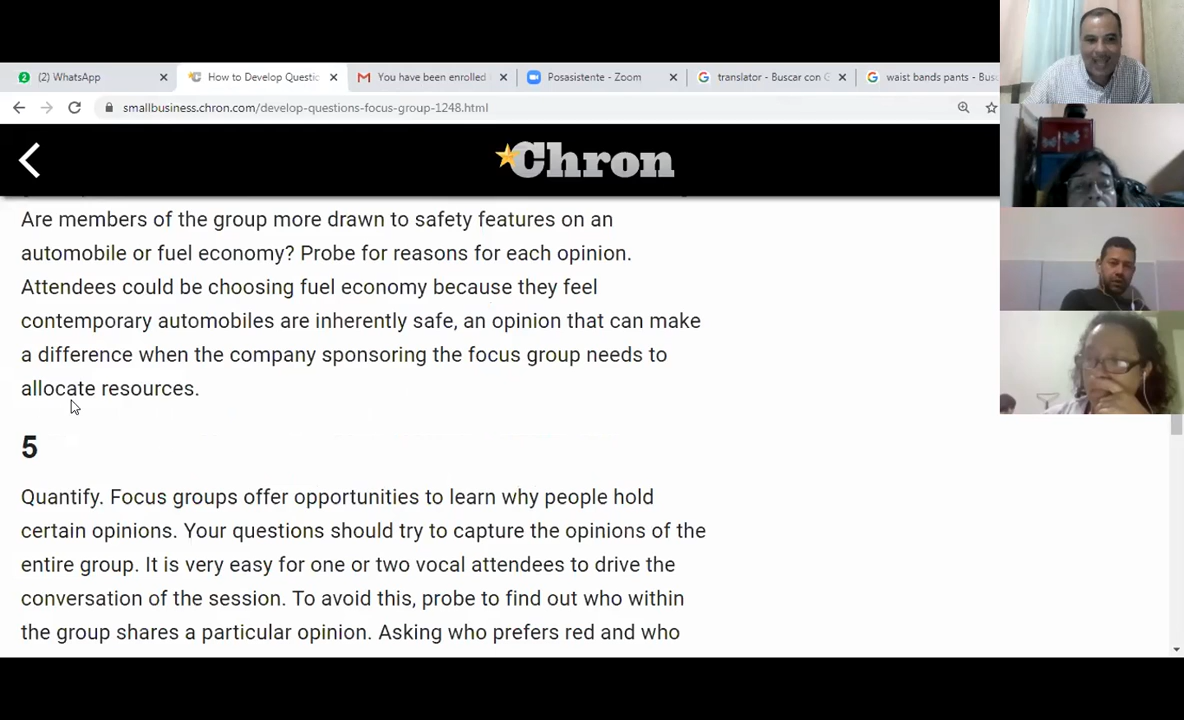 (2) WhatsApp
How to Develop Questic
You have been enrolled
Posasistente - Zoom
translator - Buscar con G
waist bands pants - Bus
smallbusiness.chron.com/develop-questions-focus-group-1248.html
Chron
Are members of the group more drawn to safety features on an
automobile or fuel economy? Probe for reasons for each opinion.
Attendees could be choosing fuel economy because they feel
contemporary automobiles are inherently safe, an opinion that can make
a difference when the company sponsoring the focus group needs to
allocate resources.
5
Quantify. Focus groups offer opportunities to learn why people hold
certain opinions. Your questions should try to capture the opinions of the
entire group. It is very easy for one or two vocal attendees to drive the
conversation of the session. To avoid this, probe to find out who within
the group shares a particular opinion. Asking who prefers red and who